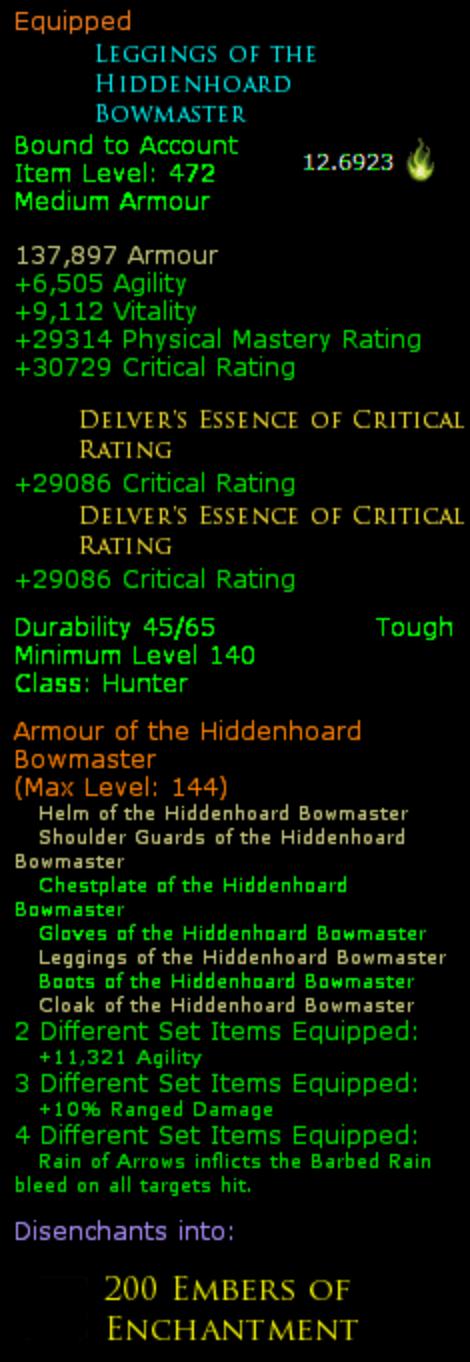 Equipped
Leggings of the
Hiddenhoard
Bowmaster
Bound to Account
12.6923
Item Level: 472
Medium Armour
137,897 Armour
+6,505 Agility
+9,112 Vitality
+29314 Physical Mastery Rating
+30729 Critical Rating
Delver's Essence of Critical
Rating
+29086 Critical Rating
Delver's Essence of Critical
Rating
+29086 Critical Rating
Durability 45/65 Tough
Minimum Level 140
Class: Hunter
Armour of the Hiddenhoard
Bowmaster
(Max Level: 144)
Helm of the Hiddenhoard Bowmaster
Shoulder Guards of the Hiddenhoard
Bowmaster
Chestplate of the Hiddenhoard
Bowmaster
Gloves of the Hiddenhoard Bowmaster
Leggings of the Hiddenhoard Bowmaster
Boots of the Hiddenhoard Bowmaster
Cloak of the Hiddenhoard Bowmaster
2 Different Set Items Equipped:
+11,321 Agility
3 Different Set Items Equipped:
+10% Ranged Damage
4 Different Set Items Equipped:
Rain of Arrows inflicts the Barbed Rain
bleed on all targets hit.
Disenchants into:
200 Embers of
Enchantment